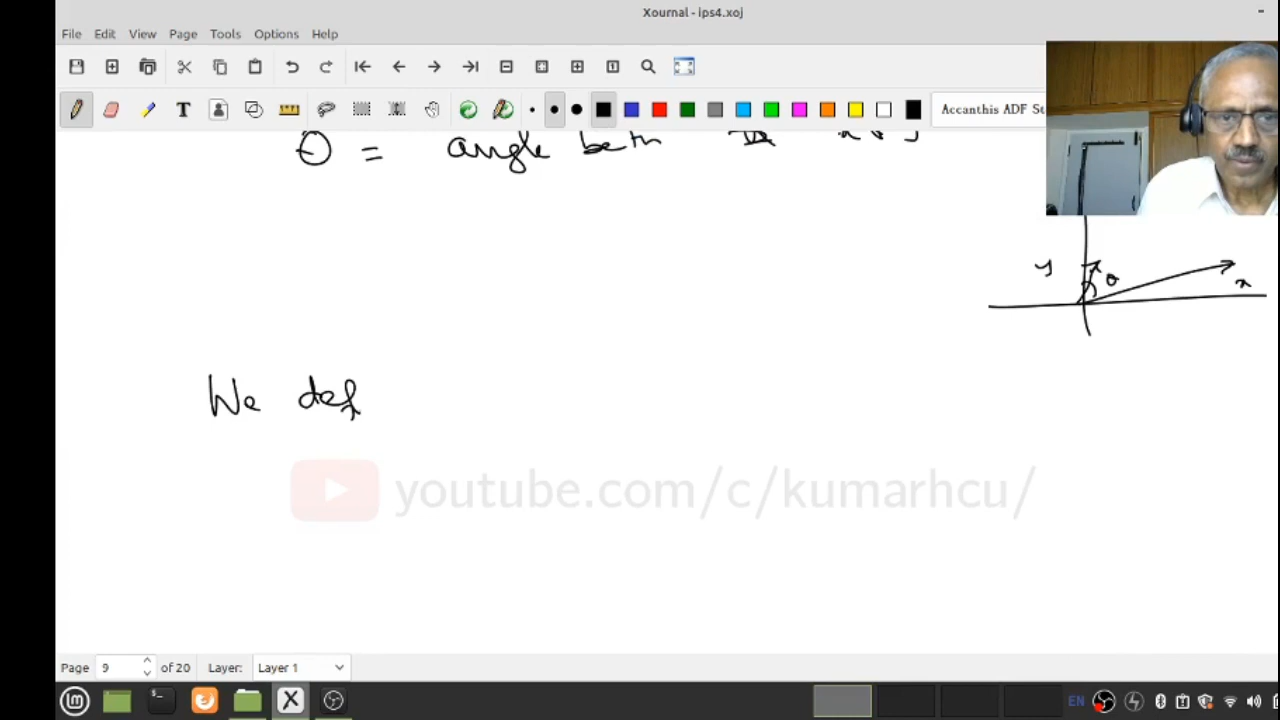 Xournal - ips4.xoj
File Edit View Page Tools Options Help
Accanthis ADF St
θ = angle betn x & y
y θ x
We def
youtube.com/c/kumarhcu/
Page 9 of 20 Layer: Layer 1
EN